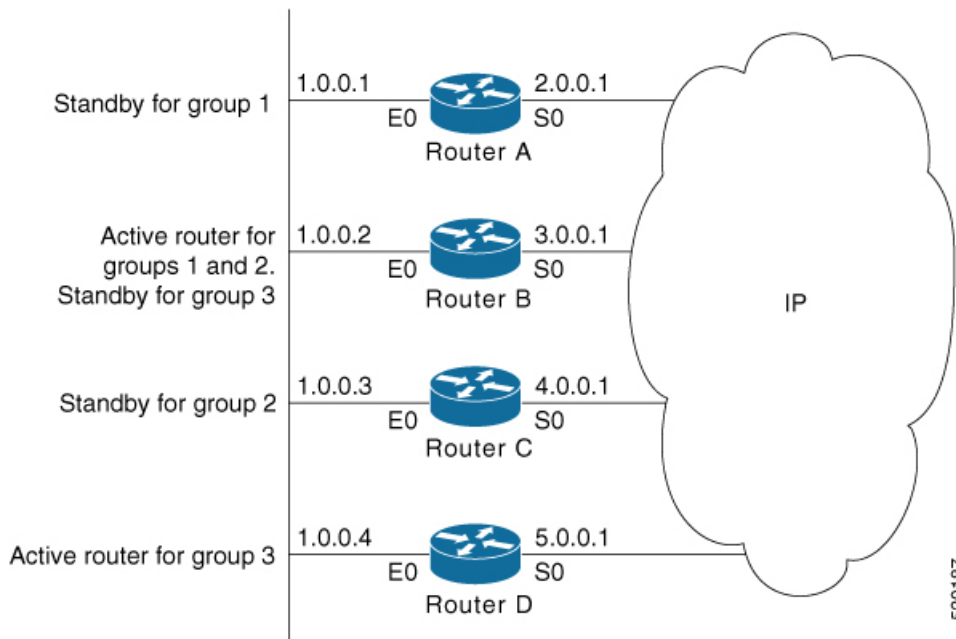 Standby for group 1
1.0.0.1
2.0.0.1
E0
S0
Router A
Active router for
groups 1 and 2.
Standby for group 3
1.0.0.2
3.0.0.1
E0
S0
Router B
IP
Standby for group 2
1.0.0.3
4.0.0.1
E0
S0
Router C
Active router for group 3
1.0.0.4
5.0.0.1
E0
S0
Router D